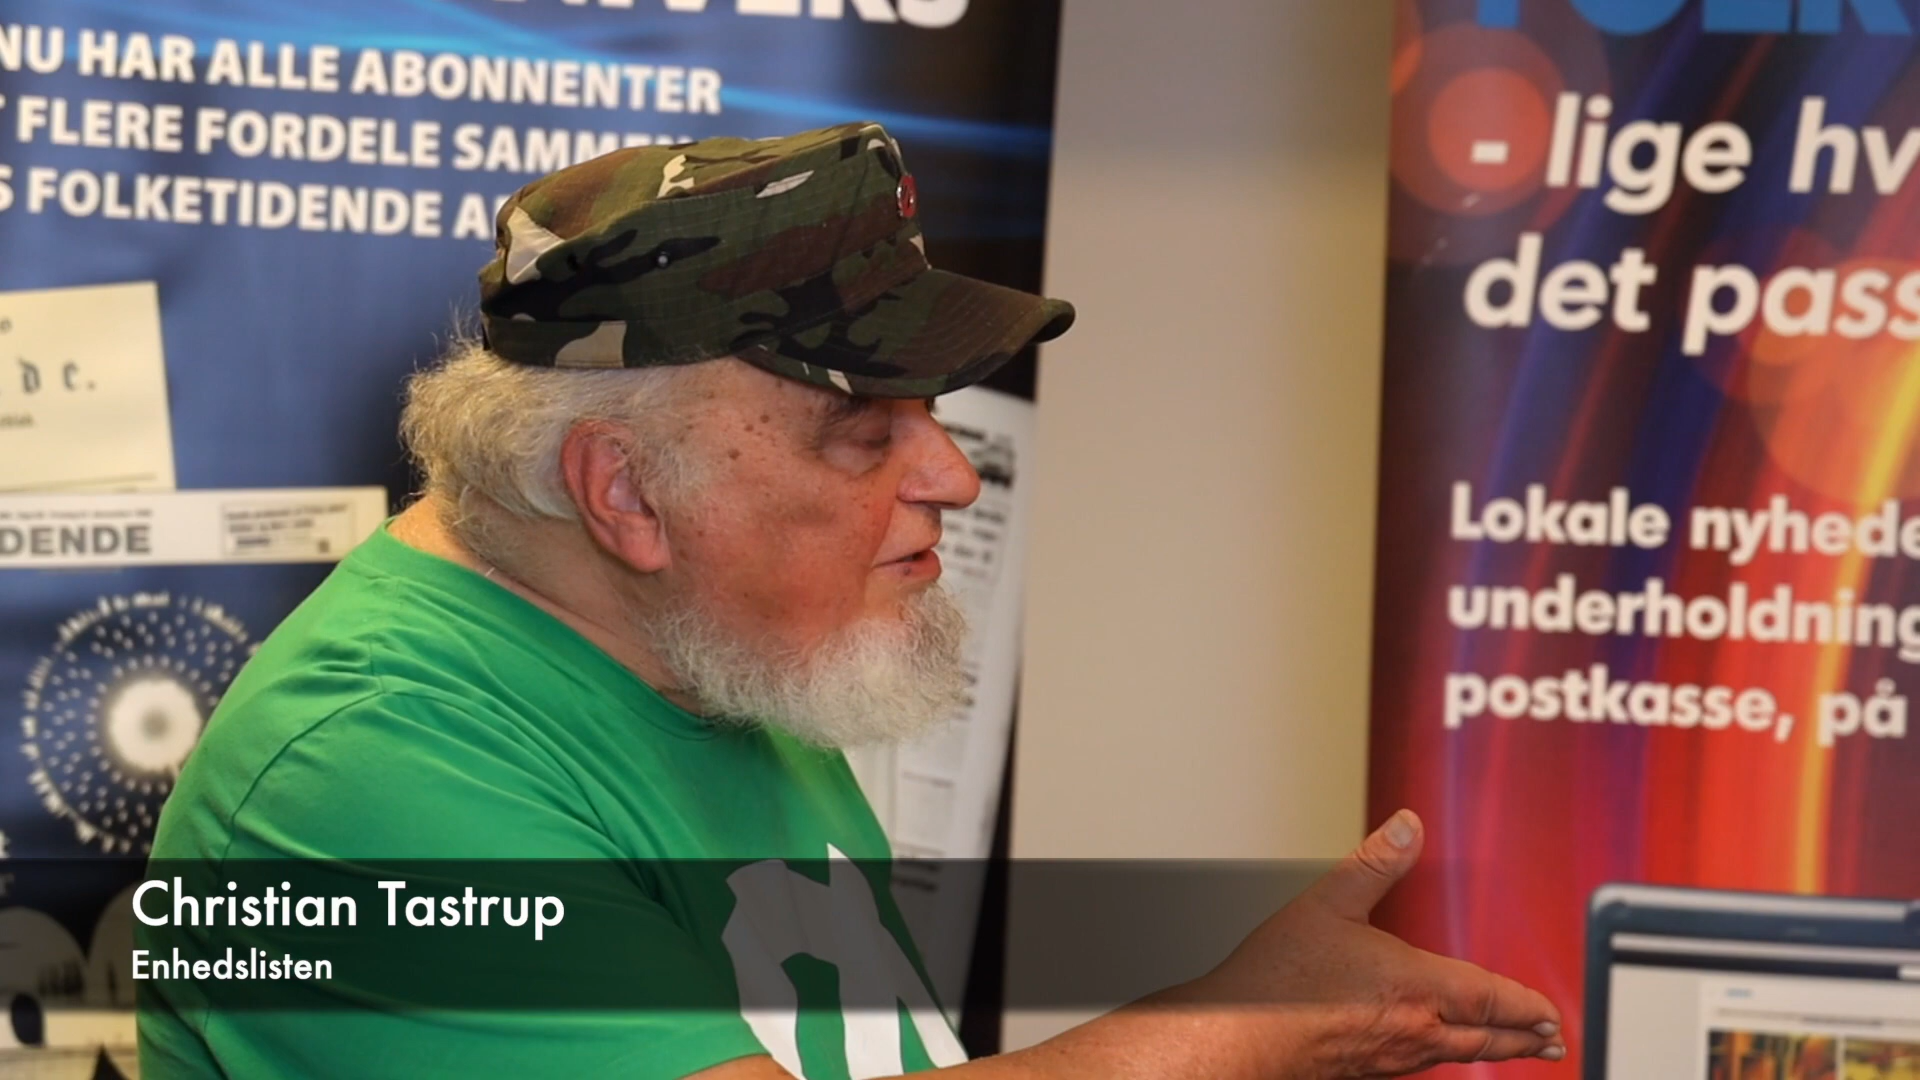 NU HAR ALLE ABONNENTER
FLERE FORDELE SAMMEN
FOLKETIDENDE
DENDE
- lige hv
det pass
Lokale nyhede
underholdning
postkasse, på
Christian Tastrup
Enhedslisten